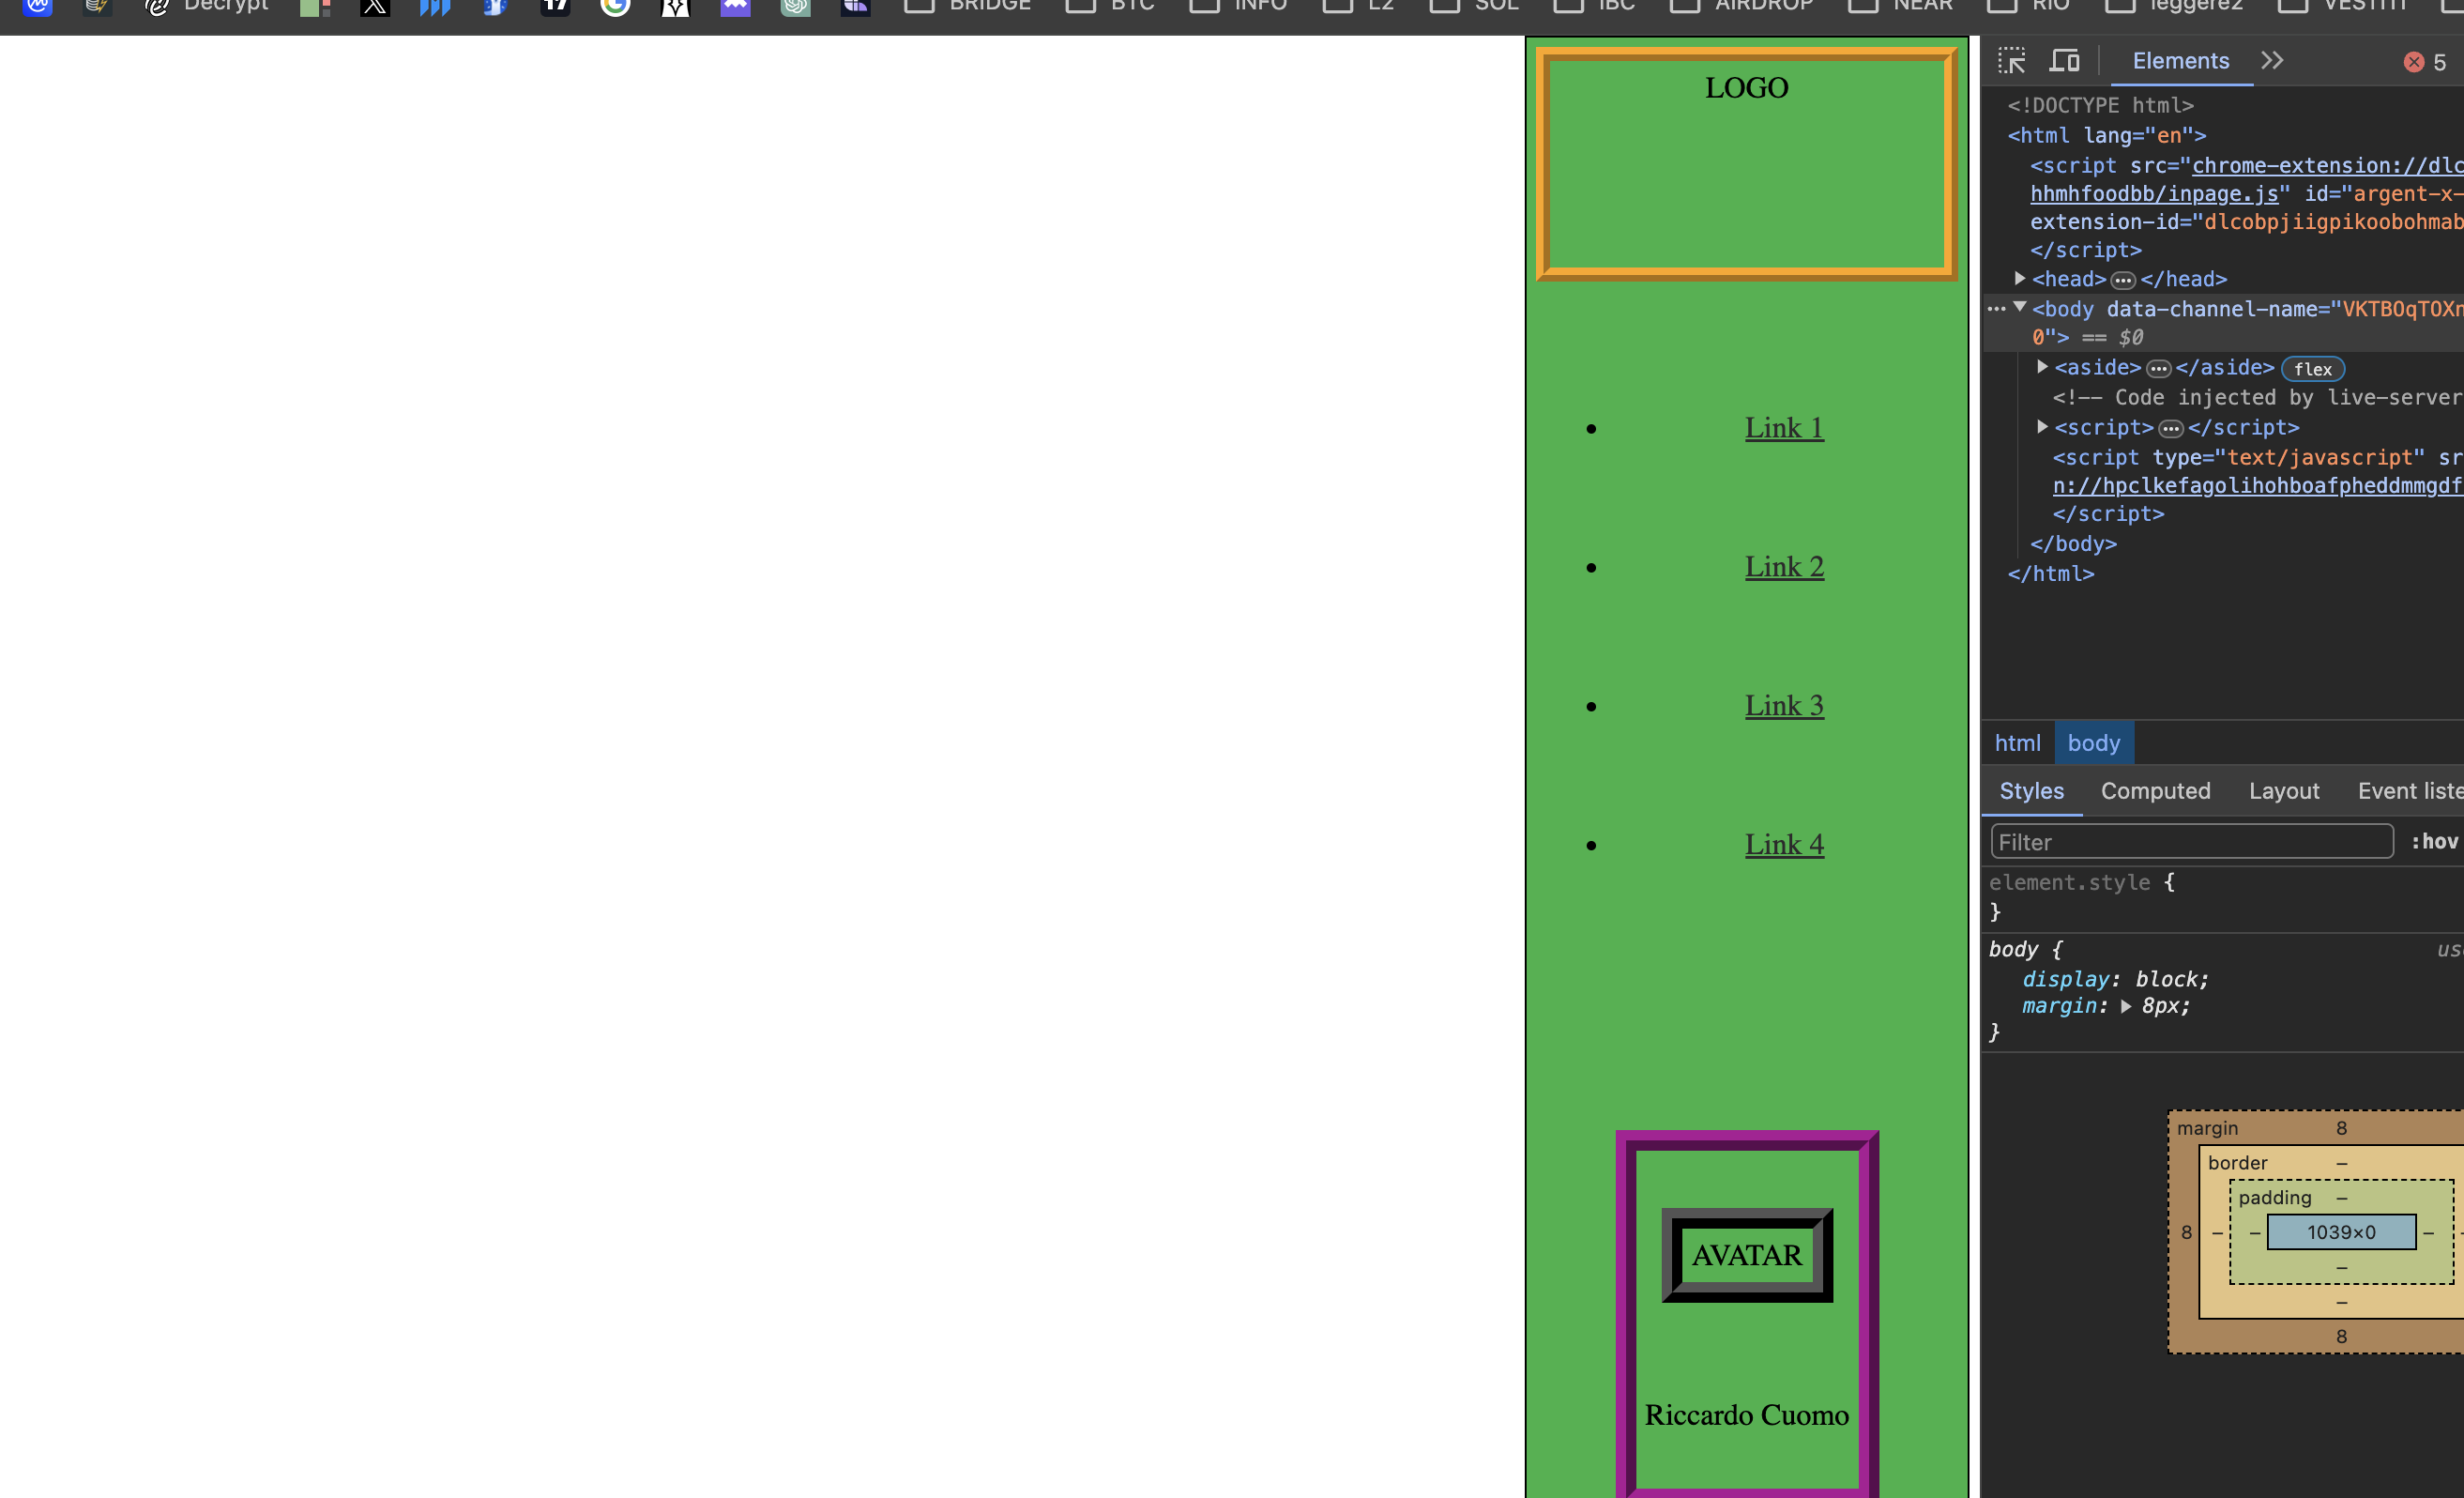 Decrypt BRIDGE BTC INFO L2 SOL IBC AIRDROP NEAR RIO leggere2 VESTITI
LOGO
Link 1
Link 2
Link 3
Link 4
AVATAR
Riccardo Cuomo
Elements 5
<!DOCTYPE html>
<html lang="en">
<script src="chrome-extension://dlc
hhmhfoodbb/inpage.js" id="argent-x-
extension-id="dlcobpjiigpikoobohmab
</script>
<head>…</head>
<body data-channel-name="VKTBOqTOXn
0"> == $0
<aside>…</aside> flex
<!-- Code injected by live-server
<script>…</script>
<script type="text/javascript" sr
n://hpclkefagolihohboafpheddmmgdf
</script>
</body>
</html>
html body
Styles Computed Layout Event liste
Filter :hov
element.style {
}
body { us
display: block;
margin: 8px;
}
margin 8
border –
padding –
8 – – 1039×0 – –
–
–
8